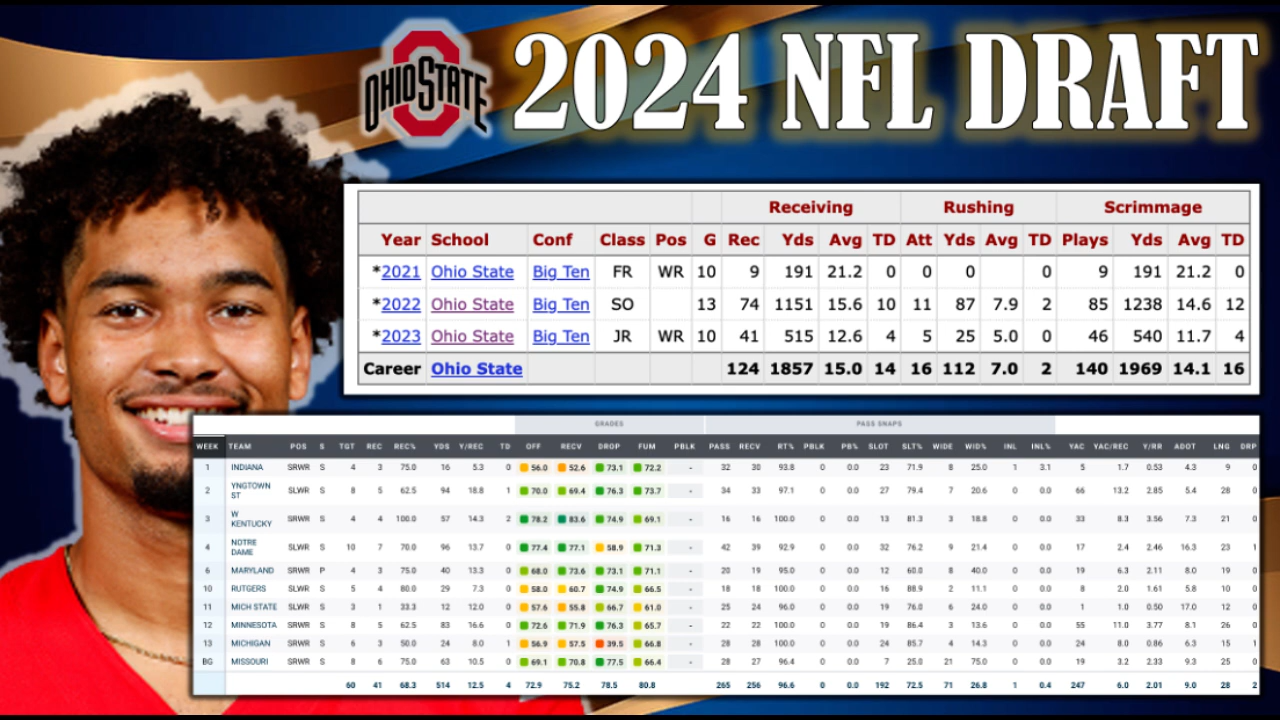 OHIO STATE
2024 NFL DRAFT
Receiving Rushing Scrimmage
Year School Conf Class Pos G Rec Yds Avg TD Att Yds Avg TD Plays Yds Avg TD
*2021 Ohio State Big Ten FR WR 10 9 191 21.2 0 0 0 0 9 191 21.2 0
*2022 Ohio State Big Ten SO 13 74 1151 15.6 10 11 87 7.9 2 85 1238 14.6 12
*2023 Ohio State Big Ten JR WR 10 41 515 12.6 4 5 25 5.0 0 46 540 11.7 4
Career Ohio State 124 1857 15.0 14 16 112 7.0 2 140 1969 14.1 16
GRADES PASS SNAPS
WEEK TEAM POS S TGT REC REC% YDS Y/REC TD OFF RECV DROP FUM PBLK PASS RECV RT% PBLK PB% SLOT SLT% WIDE WID% INL INL% YAC YAC/REC Y/RR ADOT LNG DRP
1 INDIANA SRWR S 4 3 75.0 16 5.3 0 56.0 52.6 73.1 72.2 - 32 30 93.8 0 0.0 23 71.9 8 25.0 1 3.1 5 1.7 0.53 4.3 9 0
2 YNGTOWN ST SLWR S 8 5 62.5 94 18.8 1 70.0 69.4 76.3 73.7 - 34 33 97.1 0 0.0 27 79.4 7 20.6 0 0.0 66 13.2 2.85 5.4 28 0
3 W KENTUCKY SRWR S 4 4 100.0 57 14.3 2 78.2 83.6 74.9 69.1 - 16 16 100.0 0 0.0 13 81.3 3 18.8 0 0.0 33 8.3 3.56 7.3 21 0
4 NOTRE DAME SLWR S 10 7 70.0 96 13.7 0 77.4 77.1 58.9 71.3 - 42 39 92.9 0 0.0 32 76.2 9 21.4 0 0.0 17 2.4 2.46 16.3 23 1
6 MARYLAND SRWR P 4 3 75.0 40 13.3 0 68.0 73.6 73.1 71.1 - 20 19 95.0 0 0.0 12 60.0 8 40.0 0 0.0 19 6.3 2.11 8.0 19 0
10 RUTGERS SLWR S 5 4 80.0 29 7.3 0 58.0 60.7 74.9 66.5 - 18 18 100.0 0 0.0 16 88.9 2 11.1 0 0.0 8 2.0 1.61 5.8 10 0
11 MICH STATE SLWR S 3 1 33.3 12 12.0 0 57.6 55.8 66.7 61.0 - 25 24 96.0 0 0.0 19 76.0 6 24.0 0 0.0 1 1.0 0.50 17.0 12 0
12 MINNESOTA SRWR S 8 5 62.5 83 16.6 0 72.6 71.9 76.3 65.7 - 22 22 100.0 0 0.0 19 86.4 3 13.6 0 0.0 55 11.0 3.77 8.1 26 0
13 MICHIGAN SRWR S 6 3 50.0 24 8.0 1 56.9 57.5 39.5 66.8 - 28 28 100.0 0 0.0 24 85.7 4 14.3 0 0.0 24 8.0 0.86 6.3 15 1
BG MISSOURI SRWR S 8 6 75.0 63 10.5 0 69.1 70.8 77.5 66.4 - 28 27 96.4 0 0.0 7 25.0 21 75.0 0 0.0 19 3.2 2.33 9.3 25 0
60 41 68.3 514 12.5 4 72.9 75.2 78.5 80.8 265 256 96.6 0 0.0 192 72.5 71 26.8 1 0.4 247 6.0 2.01 9.0 28 2